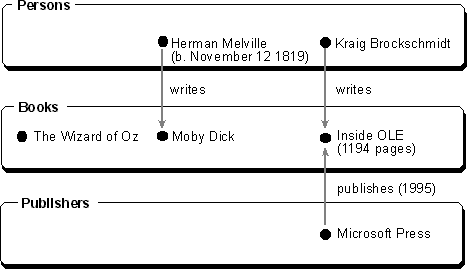 Persons
Herman Melville
(b. November 12 1819)
Kraig Brockschmidt
writes
writes
Books
The Wizard of Oz
Moby Dick
Inside OLE
(1194 pages)
publishes (1995)
Publishers
Microsoft Press